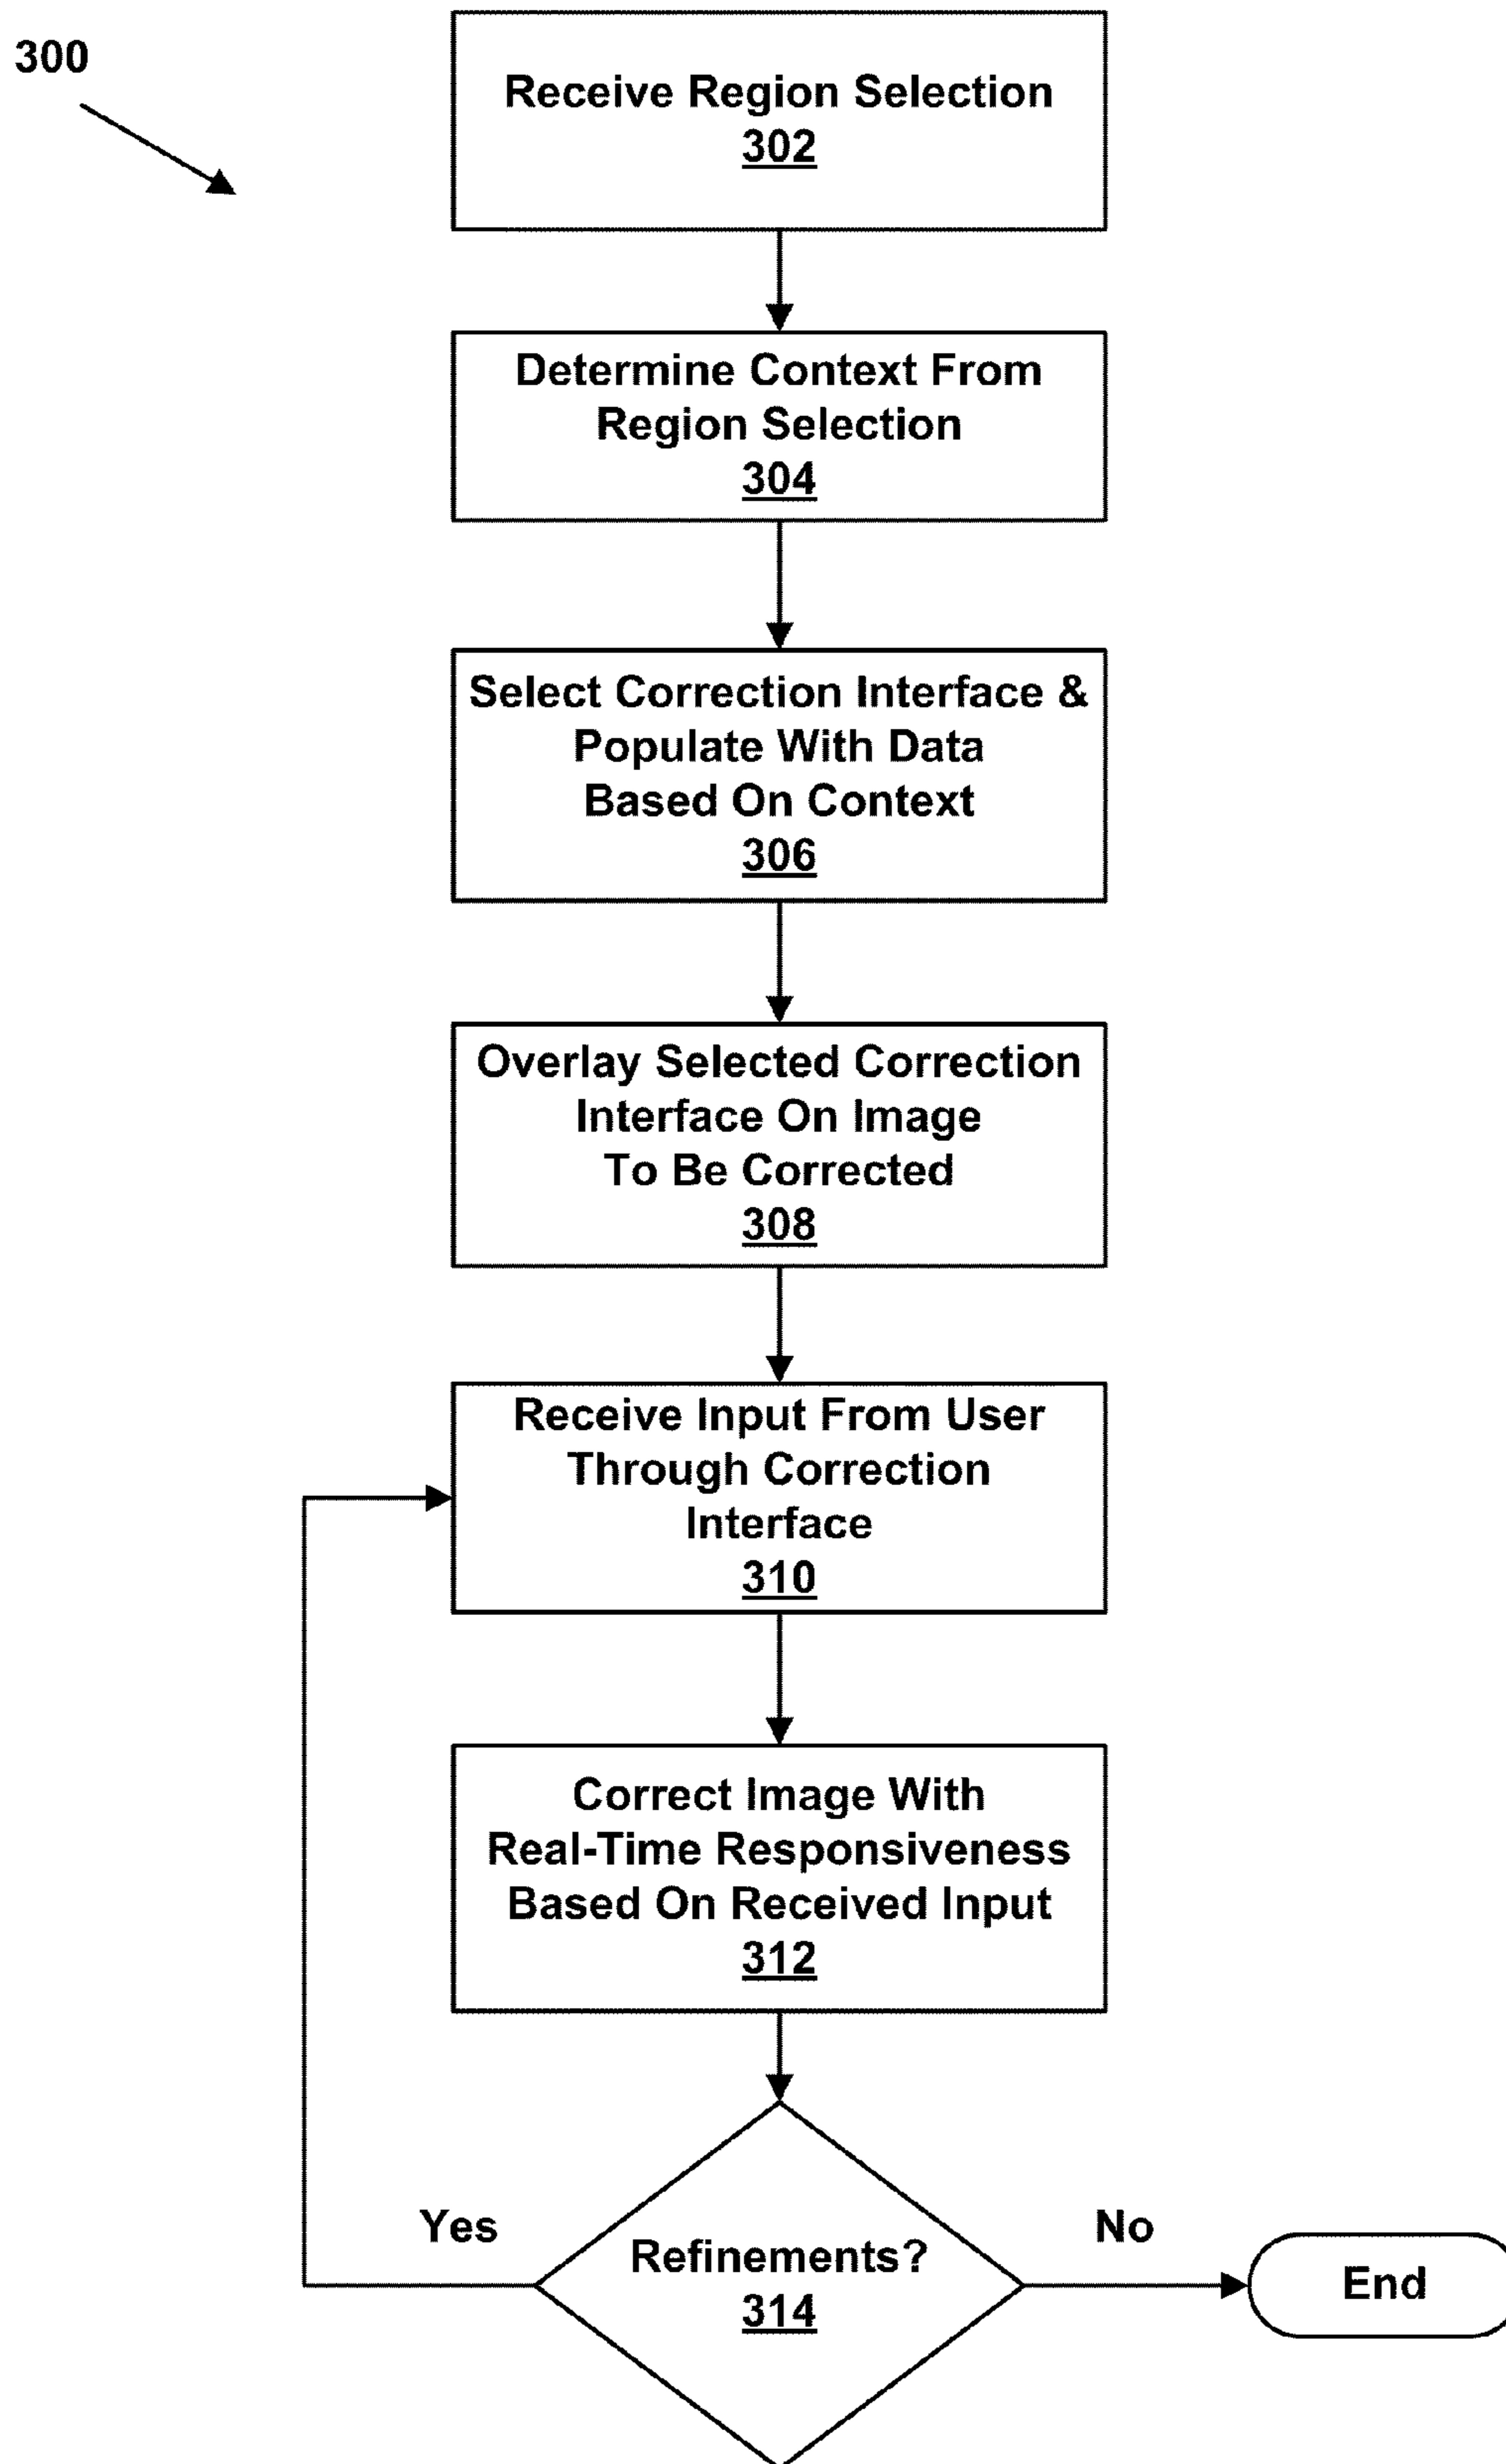 300
Receive Region Selection
302
Determine Context From
Region Selection
304
Select Correction Interface &
Populate With Data
Based On Context
306
Overlay Selected Correction
Interface On Image
To Be Corrected
308
Receive Input From User
Through Correction
Interface
310
Correct Image With
Real-Time Responsiveness
Based On Received Input
312
Yes
No
Refinements?
314
End